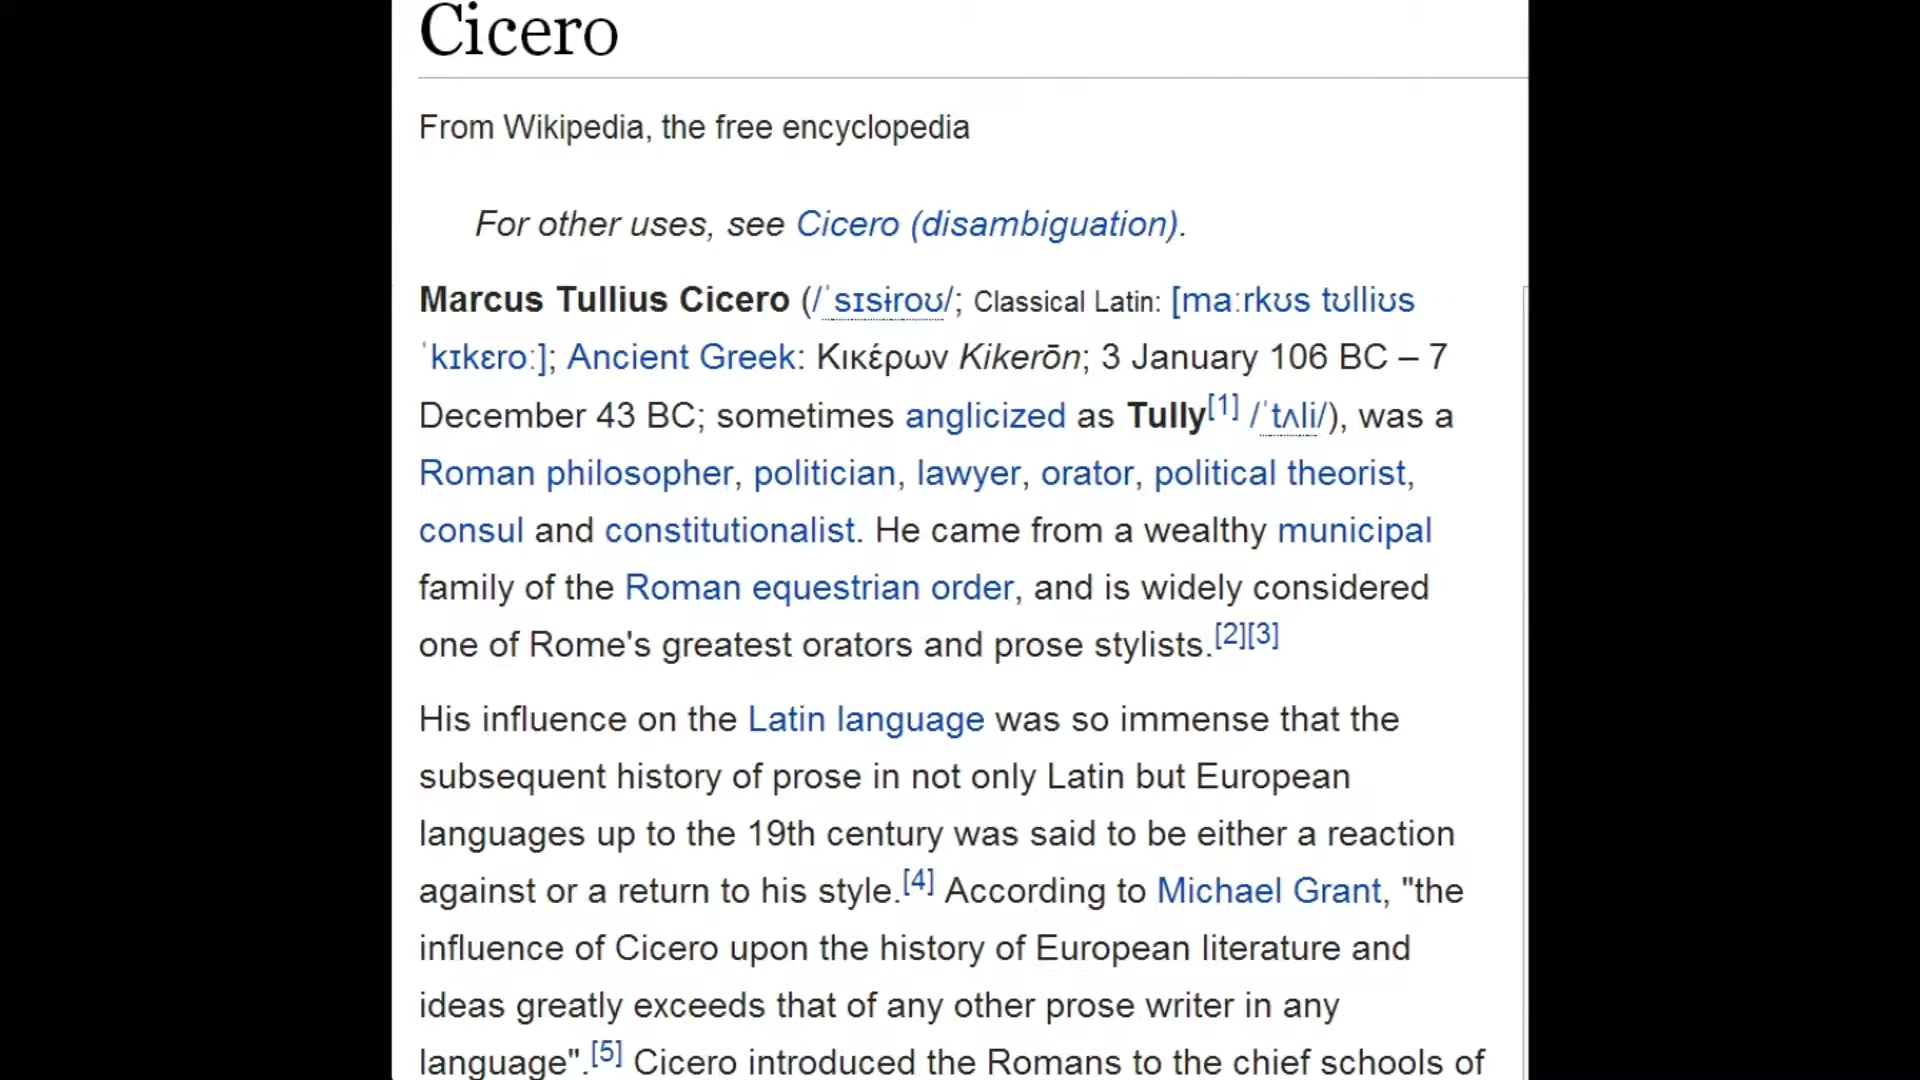 Cicero
From Wikipedia, the free encyclopedia
For other uses, see Cicero (disambiguation).
Marcus Tullius Cicero (/ˈsɪsɨroʊ/; Classical Latin: [maːrkʊs tʊlliʊs
ˈkɪkɛroː]; Ancient Greek: Κικέρων Kikerōn; 3 January 106 BC – 7
December 43 BC; sometimes anglicized as Tully[1] /ˈtʌli/), was a
Roman philosopher, politician, lawyer, orator, political theorist,
consul and constitutionalist. He came from a wealthy municipal
family of the Roman equestrian order, and is widely considered
one of Rome's greatest orators and prose stylists.[2][3]
His influence on the Latin language was so immense that the
subsequent history of prose in not only Latin but European
languages up to the 19th century was said to be either a reaction
against or a return to his style.[4] According to Michael Grant, "the
influence of Cicero upon the history of European literature and
ideas greatly exceeds that of any other prose writer in any
language".[5] Cicero introduced the Romans to the chief schools of